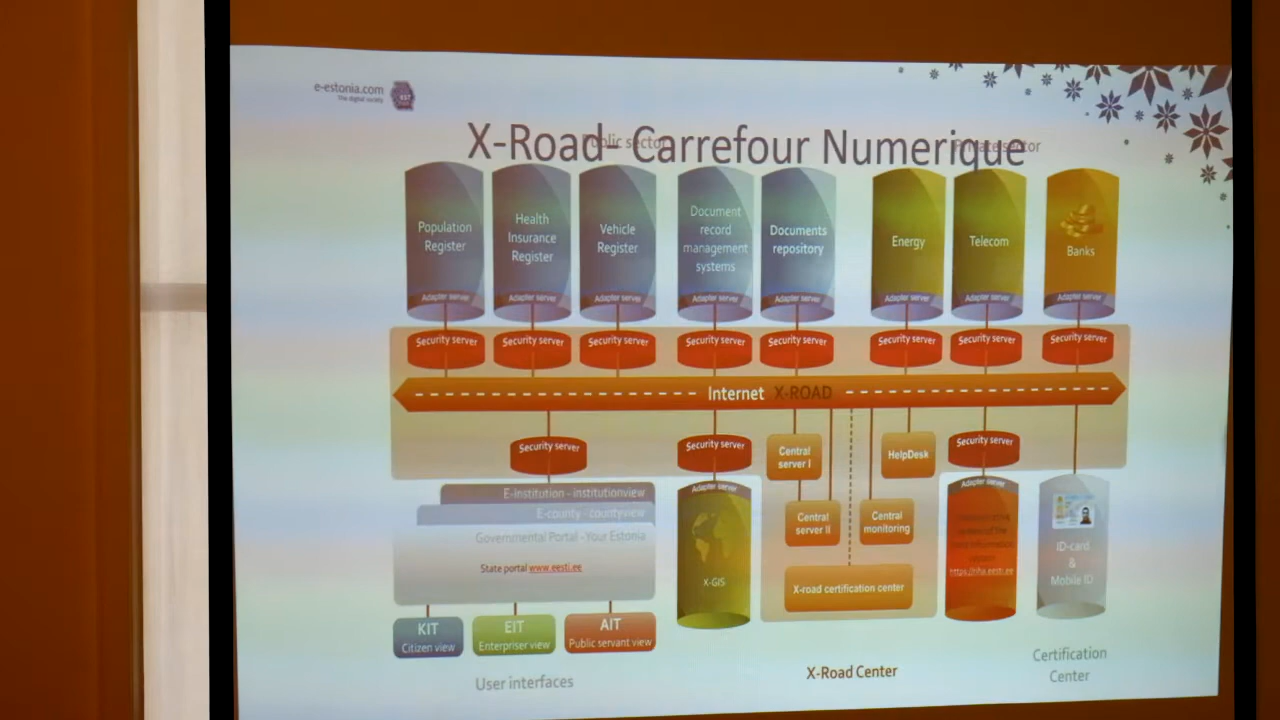 e-estonia.com
The digital society
EST
X-Road- Carrefour Numerique
Public sector
Private sector
Population
Register
Health
Insurance
Register
Vehicle
Register
Document
record
management
systems
Documents
repository
Energy
Telecom
Banks
Adapter server
Adapter server
Adapter server
Adapter server
Adapter server
Adapter server
Adapter server
Adapter server
Security server
Security server
Security server
Security server
Security server
Security server
Security server
Security server
Internet X-ROAD
Security server
Security server
Central
server I
HelpDesk
Security server
E-institution - institutionview
E-county - countyview
Governmental Portal - Your Estonia
State portal www.eesti.ee
Adapter server
X-GIS
Central
server II
Central
monitoring
X-road certification center
Adapter server
https://riha.eesti.ee
ID-card
&
Mobile ID
KIT
Citizen view
EIT
Enterpriser view
AIT
Public servant view
User interfaces
X-Road Center
Certification
Center